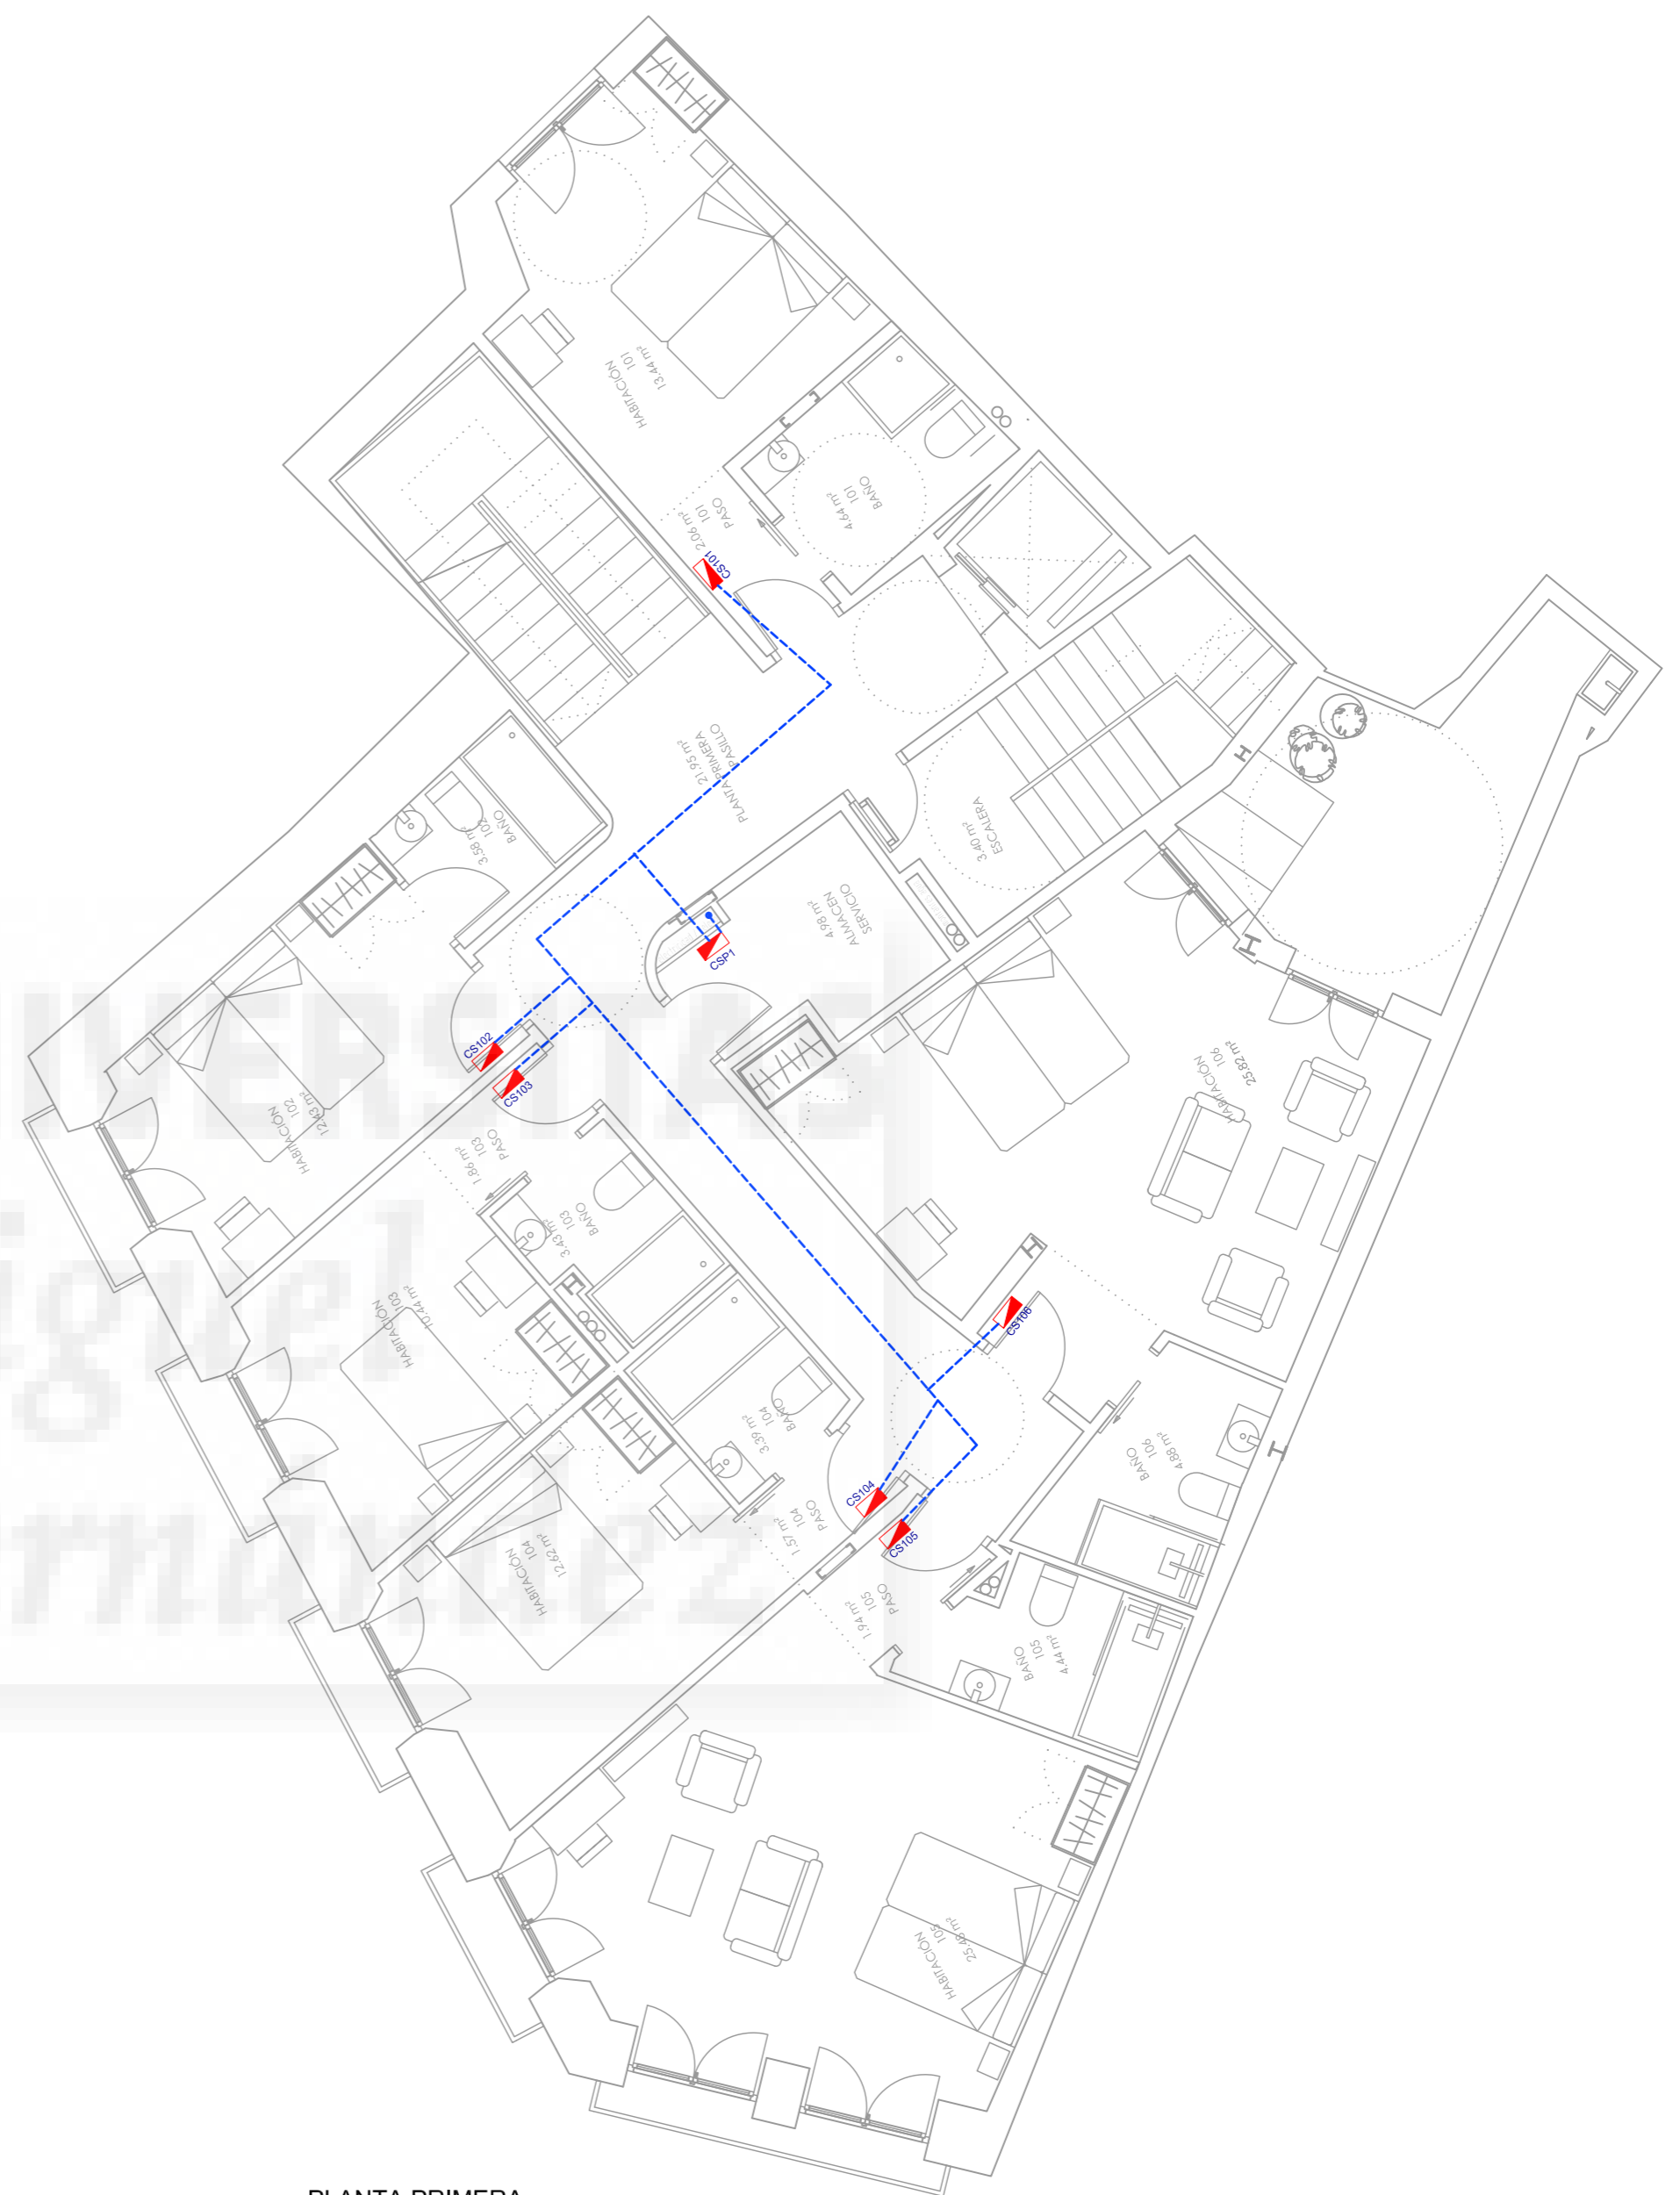 HABITACIÓN
101
13.44 m²
BAÑO
101
4.64 m²
PASO
101
2.06 m²
CS101
PASILLO
PLANTA PRIMERA
21.95 m²
ESCALERA
3.40 m²
BAÑO
102
3.58 m²
SERVICIO
ALMACEN
4.98 m²
CSP1
CS102
CS103
HABITACIÓN
102
12.43 m²
PASO
103
1.86 m²
BAÑO
103
3.43 m²
HABITACIÓN
106
25.82 m²
HABITACIÓN
103
10.44 m²
CS106
BAÑO
104
3.39 m²
BAÑO
106
4.88 m²
CS104
CS105
PASO
104
1.57 m²
HABITACIÓN
104
12.62 m²
PASO
105
1.94 m²
BAÑO
105
4.44 m²
HABITACIÓN
105
25.48 m²
PLANTA PRIMERA